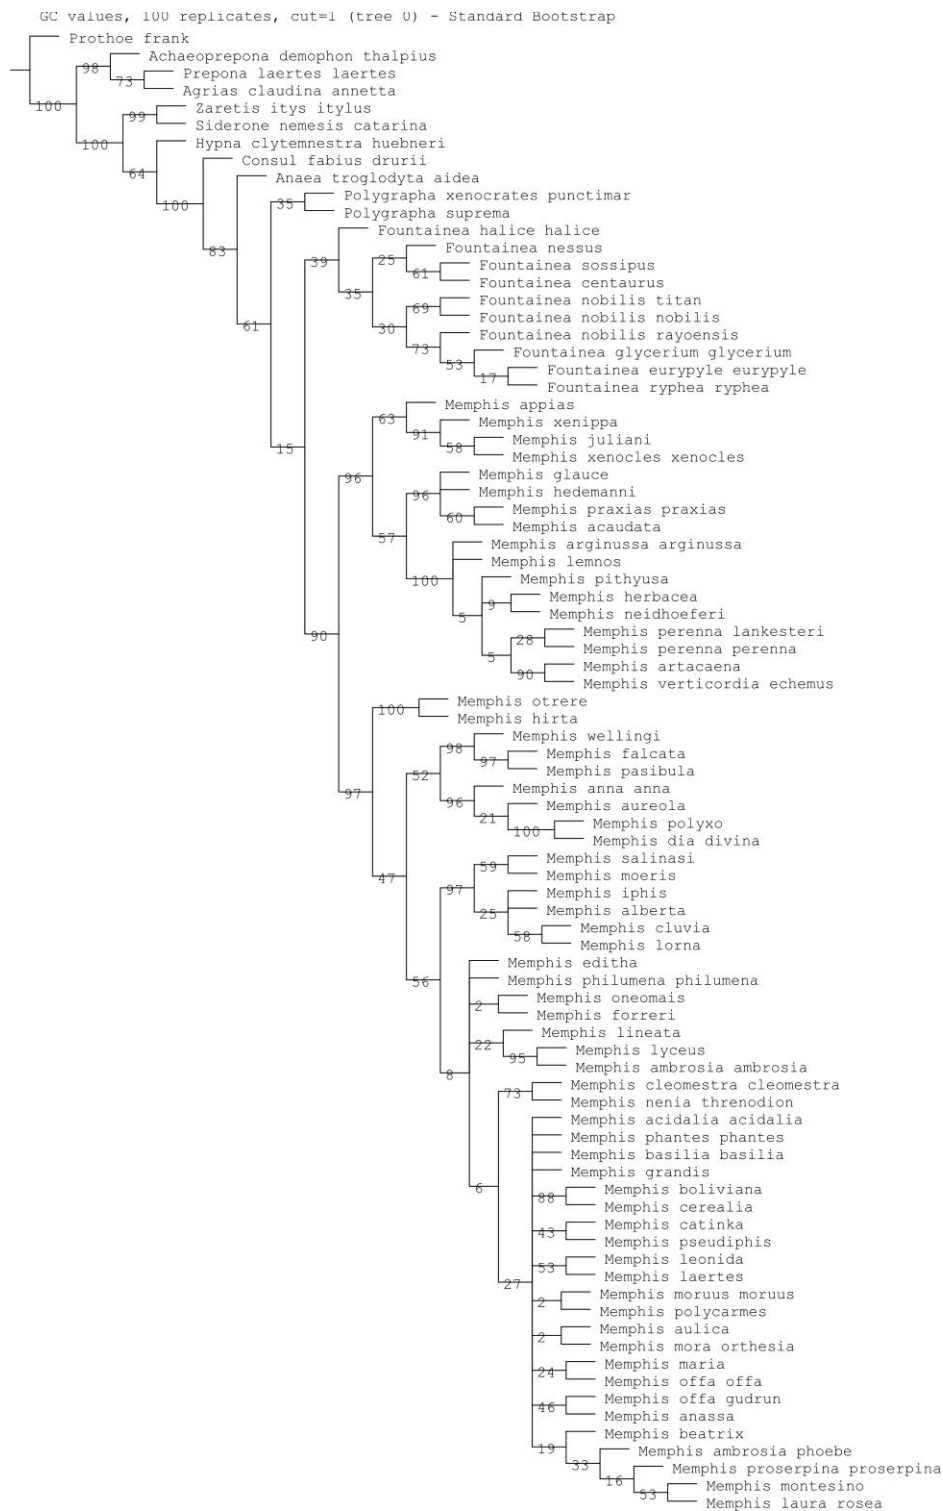 GC values, 100 replicates, cut=1 (tree 0) - Standard Bootstrap
Prothoe frank
Achaeoprepona demophon thalpius
98
Prepona laertes laertes
73
Agrias claudina annetta
100
Zaretis itys itylus
99
Siderone nemesis catarina
100
Hypna clytemnestra huebneri
Consul fabius drurii
64
Anaea troglodyta aidea
Polygrapha xenocrates punctimar
35
100
Polygrapha suprema
Fountainea halice halice
Fountainea nessus
83
25
39
Fountainea sossipus
61
Fountainea centaurus
35
Fountainea nobilis titan
69
Fountainea nobilis nobilis
61
30
Fountainea nobilis rayoensis
73
Fountainea glycerium glycerium
53
Fountainea eurypyle eurypyle
17
Fountainea ryphea ryphea
Memphis appias
63
Memphis xenippa
91
Memphis juliani
15
58
Memphis xenocles xenocles
Memphis glauce
96
Memphis hedemanni
96
Memphis praxias praxias
60
Memphis acaudata
57
Memphis arginussa arginussa
Memphis lemnos
100
Memphis pithyusa
Memphis herbacea
9
Memphis neidhoeferi
5
Memphis perenna lankesteri
90
28
Memphis perenna perenna
5
Memphis artacaena
90
Memphis verticordia echemus
Memphis otrere
100
Memphis hirta
Memphis wellingi
98
Memphis falcata
97
Memphis pasibula
52
Memphis anna anna
97
96
Memphis aureola
21
Memphis polyxo
100
Memphis dia divina
Memphis salinasi
59
Memphis moeris
47
97
Memphis iphis
Memphis alberta
25
Memphis cluvia
58
Memphis lorna
Memphis editha
56
Memphis philumena philumena
Memphis oneomais
2
Memphis forreri
Memphis lineata
22
Memphis lyceus
95
Memphis ambrosia ambrosia
8
Memphis cleomestra cleomestra
73
Memphis nenia threnodion
Memphis acidalia acidalia
Memphis phantes phantes
Memphis basilia basilia
Memphis grandis
6
Memphis boliviana
88
Memphis cerealia
Memphis catinka
43
Memphis pseudiphis
Memphis leonida
53
Memphis laertes
27
Memphis moruus moruus
2
Memphis polycarmes
Memphis aulica
2
Memphis mora orthesia
Memphis maria
24
Memphis offa offa
Memphis offa gudrun
46
Memphis anassa
Memphis beatrix
19
Memphis ambrosia phoebe
33
Memphis proserpina proserpina
16
Memphis montesino
53
Memphis laura rosea